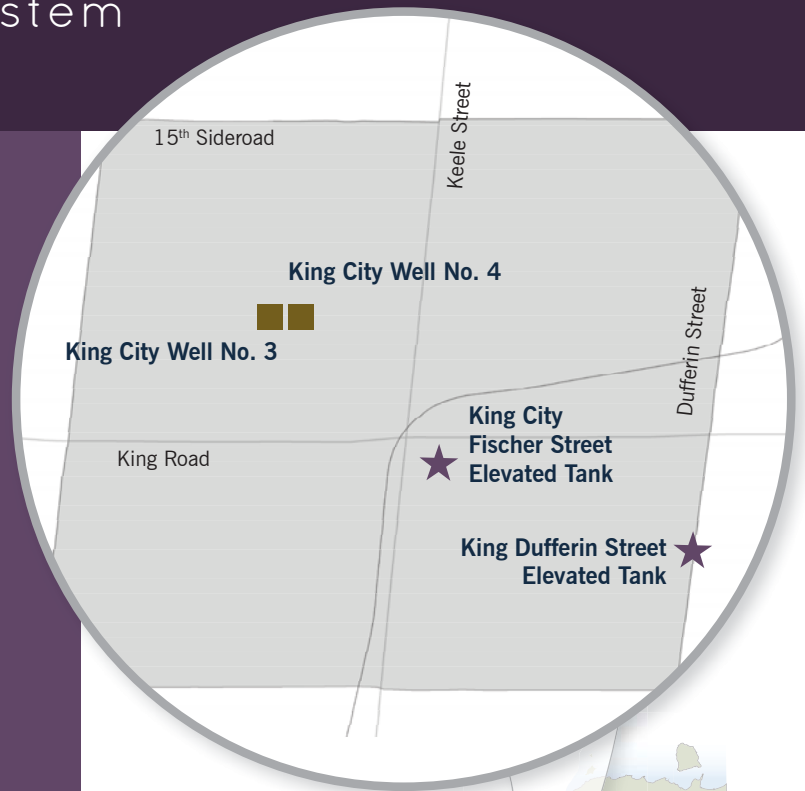 stem
15th Sideroad
Keele Street
King City Well No. 4
King City Well No. 3
Dufferin Street
King City
Fischer Street
Elevated Tank
King Road
King Dufferin Street
Elevated Tank